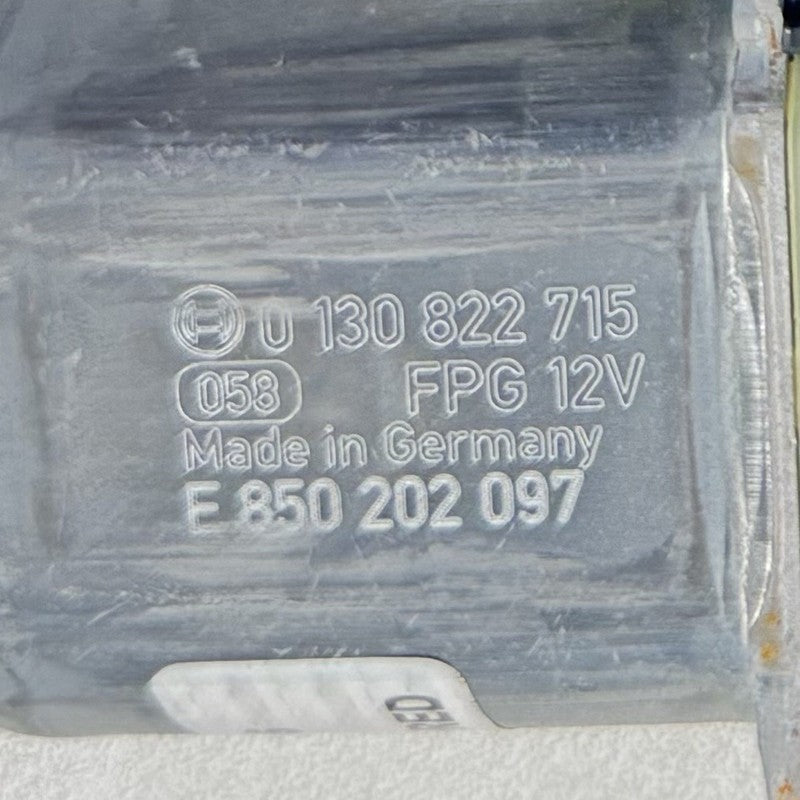 0 130 822 715
058 FPG 12V
Made in Germany
E 850 202 097